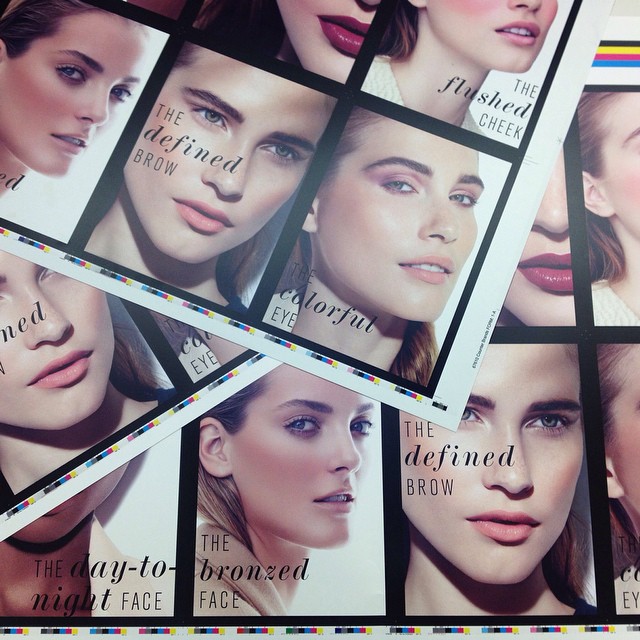 THE
flushed
CHEEK
THE
defined
BROW
THE
colorful
EYE
EYE
THE
defined
BROW
THE
bronzed
FACE
THE day-to-
night FACE